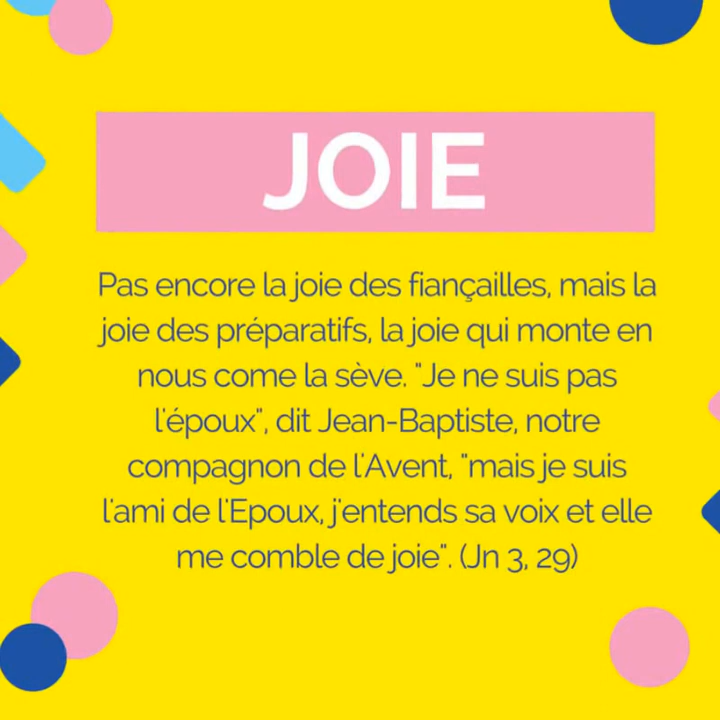 JOIE
Pas encore la joie des fiançailles, mais la
joie des préparatifs, la joie qui monte en
nous come la sève. "Je ne suis pas
l'époux", dit Jean-Baptiste, notre
compagnon de l'Avent, "mais je suis
l'ami de l'Epoux, j'entends sa voix et elle
me comble de joie". (Jn 3, 29)